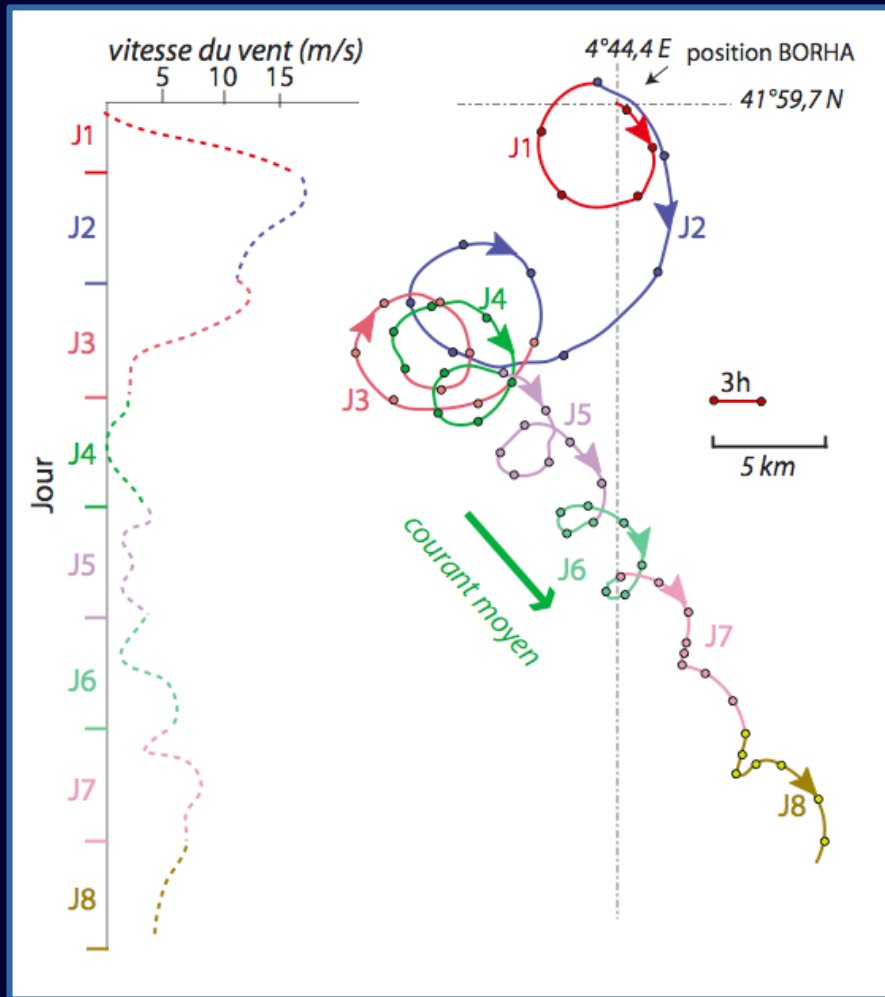 vitesse du vent (m/s)
5 10 15
J1
J2
J3
J4
J5
J6
J7
J8
Jour
4°44,4 E
position BORHA
41°59,7 N
J1
J2
J4
J3
J5
3h
5 km
J6
courant moyen
J7
J8